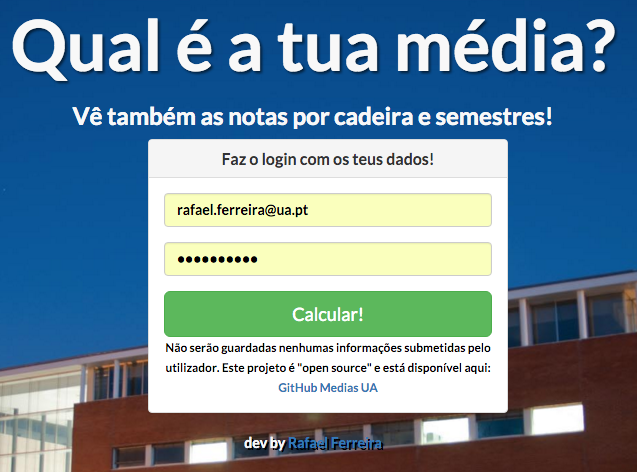 Qual é a tua média?
Vê também as notas por cadeira e semestres!
Faz o login com os teus dados!
rafael.ferreira@ua.pt
••••••••••
Calcular!
Não serão guardadas nenhumas informações submetidas pelo
utilizador. Este projeto é "open source" e está disponível aqui:
GitHub Medias UA
dev by Rafael Ferreira